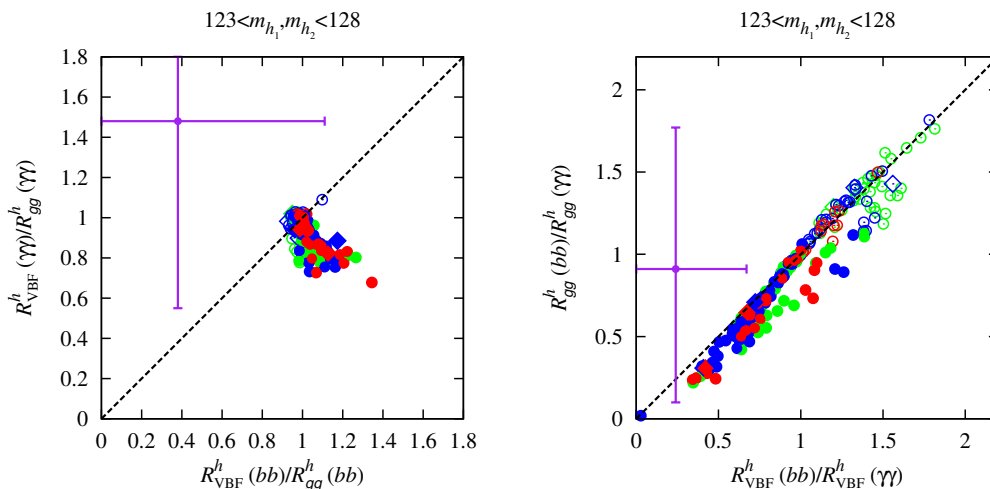 123<m_{h_1},m_{h_2}<128
R^h_{VBF} (γγ)/R^h_{gg} (γγ)
1.8
1.6
1.4
1.2
1
0.8
0.6
0.4
0.2
0
0 0.2 0.4 0.6 0.8 1 1.2 1.4 1.6 1.8
R^h_{VBF} (bb)/R^h_{gg} (bb)
123<m_{h_1},m_{h_2}<128
R^h_{gg} (bb)/R^h_{gg} (γγ)
2
1.5
1
0.5
0
0 0.5 1 1.5 2
R^h_{VBF} (bb)/R^h_{VBF} (γγ)